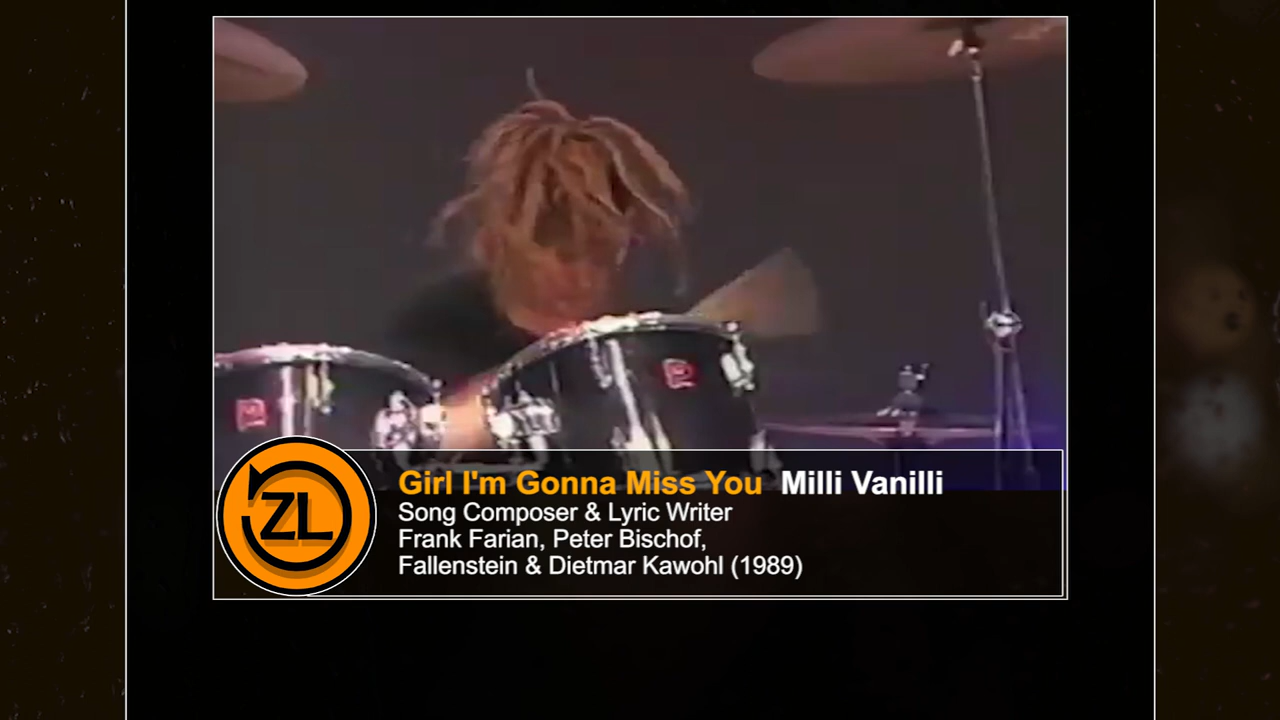 Girl I'm Gonna Miss You Milli Vanilli
Song Composer & Lyric Writer
Frank Farian, Peter Bischof,
Fallenstein & Dietmar Kawohl (1989)
ZL